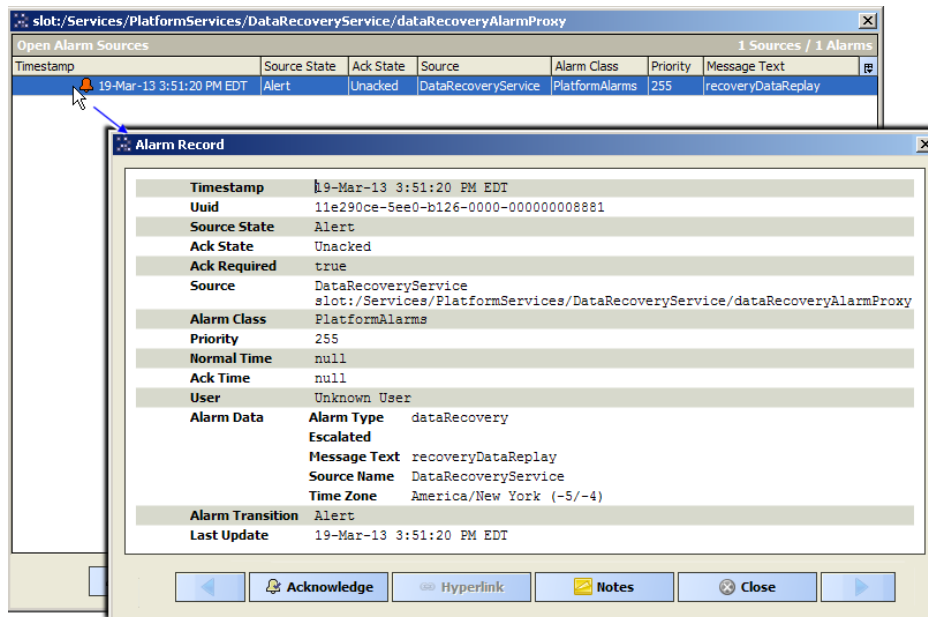 slot:/Services/PlatformServices/DataRecoveryService/dataRecoveryAlarmProxy
Open Alarm Sources 1 Sources / 1 Alarms
Timestamp Source State Ack State Source Alarm Class Priority Message Text
19-Mar-13 3:51:20 PM EDT Alert Unacked DataRecoveryService PlatformAlarms 255 recoveryDataReplay
Alarm Record
Timestamp 19-Mar-13 3:51:20 PM EDT
Uuid 11e290ce-5ee0-b126-0000-000000008881
Source State Alert
Ack State Unacked
Ack Required true
Source DataRecoveryService
slot:/Services/PlatformServices/DataRecoveryService/dataRecoveryAlarmProxy
Alarm Class PlatformAlarms
Priority 255
Normal Time null
Ack Time null
User Unknown User
Alarm Data Alarm Type dataRecovery
Escalated
Message Text recoveryDataReplay
Source Name DataRecoveryService
Time Zone America/New York (-5/-4)
Alarm Transition Alert
Last Update 19-Mar-13 3:51:20 PM EDT
Acknowledge Hyperlink Notes Close